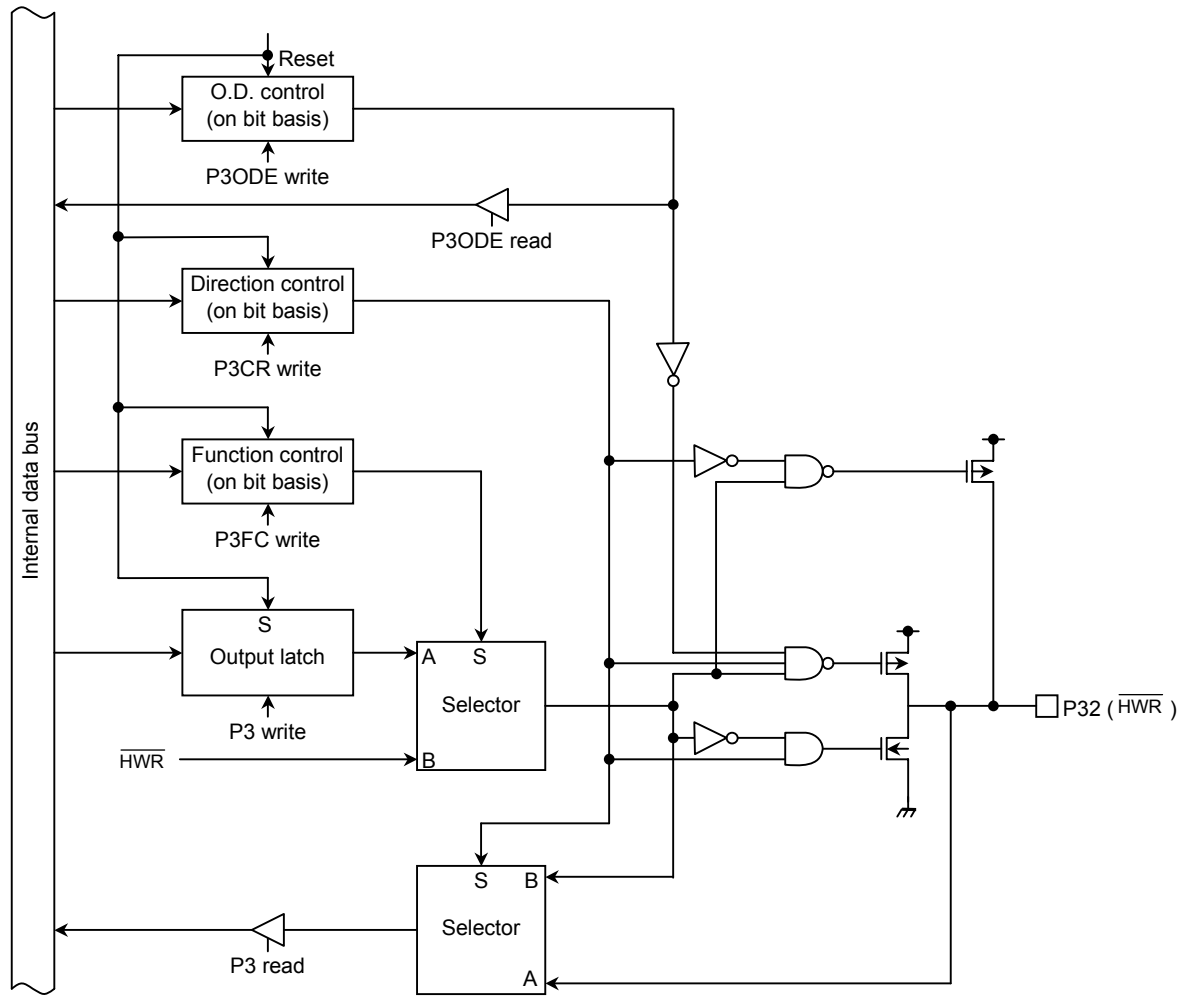 Reset
O.D. control
(on bit basis)
P3ODE write
P3ODE read
Direction control
(on bit basis)
P3CR write
Internal data bus
Function control
(on bit basis)
P3FC write
S
Output latch
A S
Selector
P3 write
HWR
B
P32 (HWR)
S B
Selector
A
P3 read